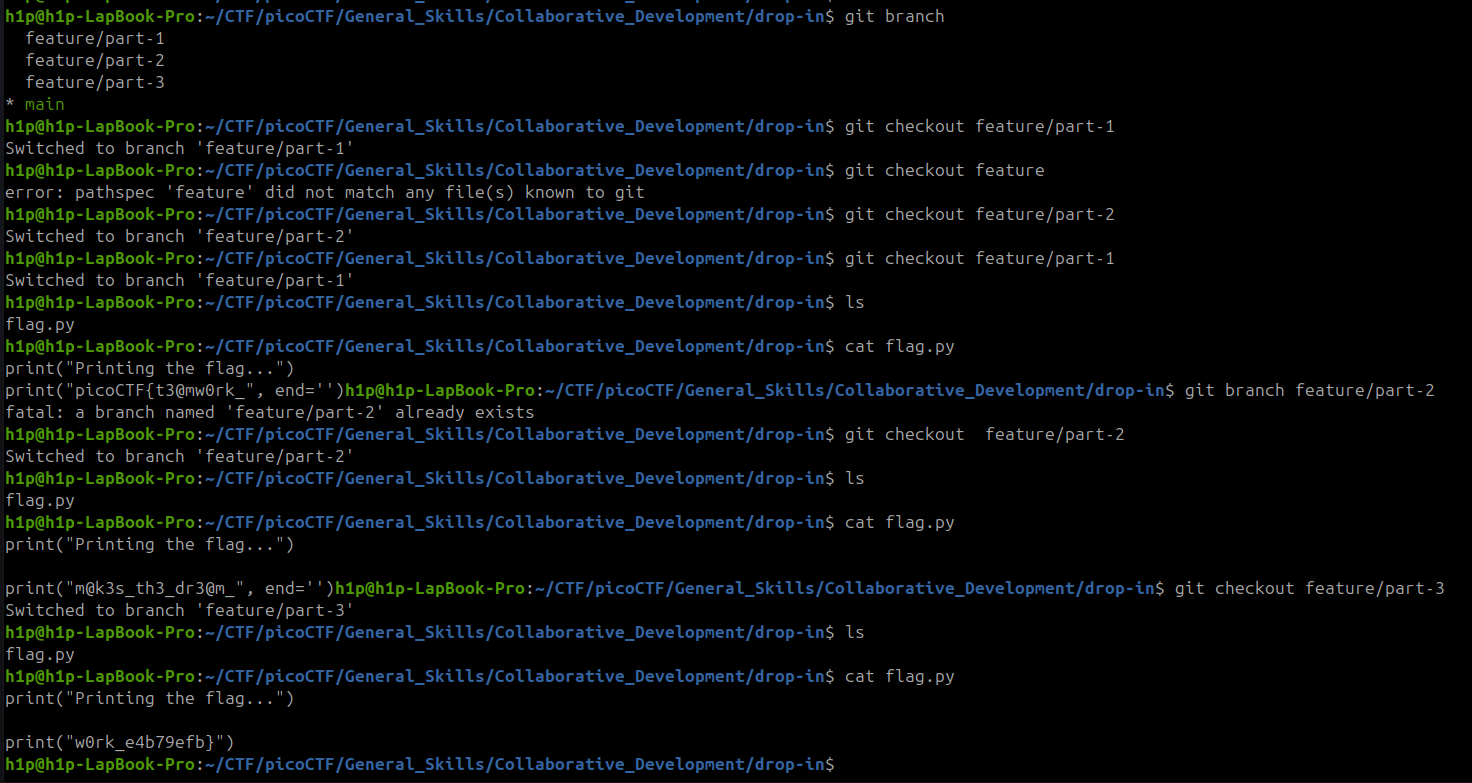 h1p@h1p-LapBook-Pro:~/CTF/picoCTF/General_Skills/Collaborative_Development/drop-in$ git branch
  feature/part-1
  feature/part-2
  feature/part-3
* main
h1p@h1p-LapBook-Pro:~/CTF/picoCTF/General_Skills/Collaborative_Development/drop-in$ git checkout feature/part-1
Switched to branch 'feature/part-1'
h1p@h1p-LapBook-Pro:~/CTF/picoCTF/General_Skills/Collaborative_Development/drop-in$ git checkout feature
error: pathspec 'feature' did not match any file(s) known to git
h1p@h1p-LapBook-Pro:~/CTF/picoCTF/General_Skills/Collaborative_Development/drop-in$ git checkout feature/part-2
Switched to branch 'feature/part-2'
h1p@h1p-LapBook-Pro:~/CTF/picoCTF/General_Skills/Collaborative_Development/drop-in$ git checkout feature/part-1
Switched to branch 'feature/part-1'
h1p@h1p-LapBook-Pro:~/CTF/picoCTF/General_Skills/Collaborative_Development/drop-in$ ls
flag.py
h1p@h1p-LapBook-Pro:~/CTF/picoCTF/General_Skills/Collaborative_Development/drop-in$ cat flag.py
print("Printing the flag...")
print("picoCTF{t3@mw0rk_", end='')h1p@h1p-LapBook-Pro:~/CTF/picoCTF/General_Skills/Collaborative_Development/drop-in$ git branch feature/part-2
fatal: a branch named 'feature/part-2' already exists
h1p@h1p-LapBook-Pro:~/CTF/picoCTF/General_Skills/Collaborative_Development/drop-in$ git checkout  feature/part-2
Switched to branch 'feature/part-2'
h1p@h1p-LapBook-Pro:~/CTF/picoCTF/General_Skills/Collaborative_Development/drop-in$ ls
flag.py
h1p@h1p-LapBook-Pro:~/CTF/picoCTF/General_Skills/Collaborative_Development/drop-in$ cat flag.py
print("Printing the flag...")

print("m@k3s_th3_dr3@m_", end='')h1p@h1p-LapBook-Pro:~/CTF/picoCTF/General_Skills/Collaborative_Development/drop-in$ git checkout feature/part-3
Switched to branch 'feature/part-3'
h1p@h1p-LapBook-Pro:~/CTF/picoCTF/General_Skills/Collaborative_Development/drop-in$ ls
flag.py
h1p@h1p-LapBook-Pro:~/CTF/picoCTF/General_Skills/Collaborative_Development/drop-in$ cat flag.py
print("Printing the flag...")

print("w0rk_e4b79efb}")
h1p@h1p-LapBook-Pro:~/CTF/picoCTF/General_Skills/Collaborative_Development/drop-in$